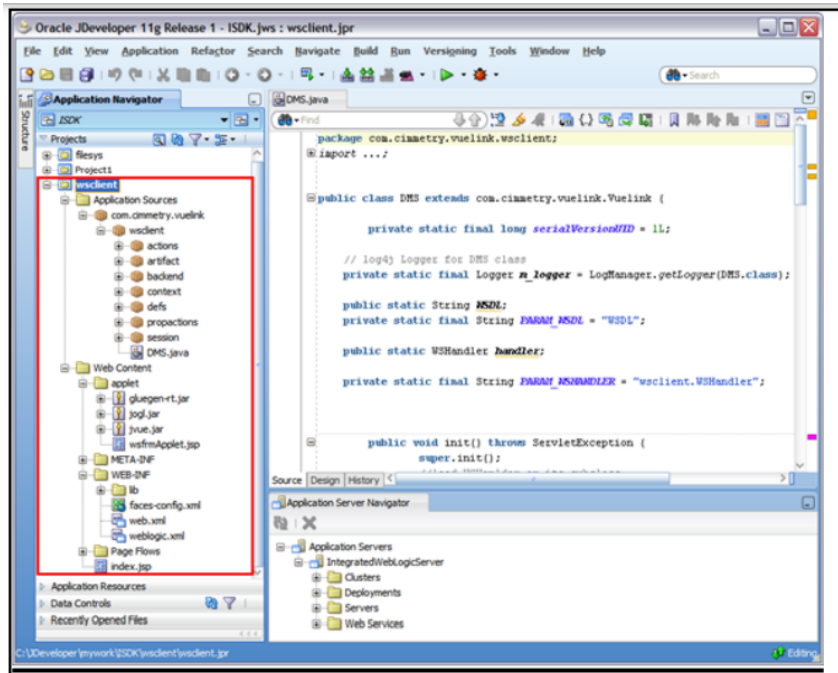 Oracle JDeveloper 11g Release 1 - ISDK.jws : wsclient.jpr
File Edit View Application Refactor Search Navigate Build Run Versigning Tools Window Help
Search
Structure
Application Navigator
ISDK
Projects
filesys
Project1
wsclient
Application Sources
com.cimmetry.vuelink
wsclient
actions
artifact
backend
context
defs
propactions
session
DMS.java
Web Content
applet
gluegen-rt.jar
jogl.jar
jvue.jar
wsfrmApplet.jsp
META-INF
WEB-INF
lib
faces-config.xml
web.xml
weblogic.xml
Page Flows
index.jsp
Application Resources
Data Controls
Recently Opened Files
DMS.java
Find
package com.cimmetry.vuelink.wsclient;
import ...;
public class DMS extends com.cimmetry.vuelink.Vuelink {
private static final long serialVersionUID = 1L;
// log4j Logger for DMS class
private static final Logger m_logger = LogManager.getLogger(DMS.class);
public static String WSDL;
private static final String PARAM_WSDL = "WSDL";
public static WSHandler handler;
private static final String PARAM_WSHANDLER = "wsclient.WSHandler";
public void init() throws ServletException {
super.init();
Source Design History
Application Server Navigator
Application Servers
IntegratedWebLogicServer
Clusters
Deployments
Servers
Web Services
C:\JDeveloper\mywork\ISDK\wsclient\wsclient.jpr
Editing